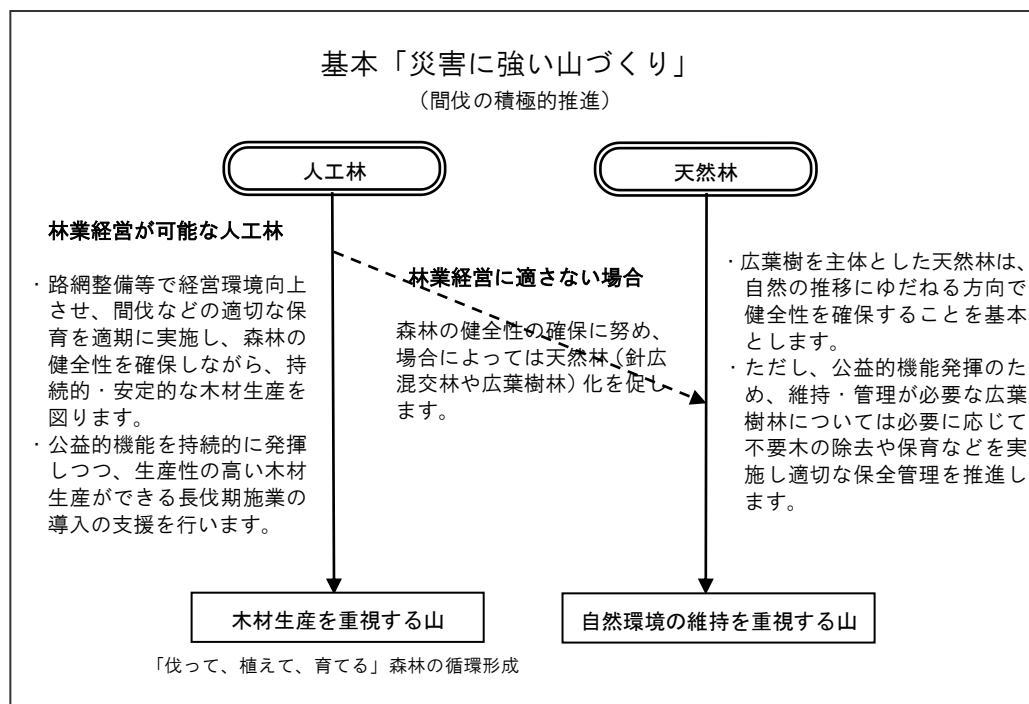 基本「災害に強い山づくり」
（間伐の積極的推進）
人工林
天然林
林業経営が可能な人工林
・路網整備等で経営環境向上
させ、間伐などの適切な保
育を適期に実施し、森林の
健全性を確保しながら、持
続的・安定的な木材生産を
図ります。
・公益的機能を持続的に発揮
しつつ、生産性の高い木材
生産ができる長伐期施業の
導入の支援を行います。
林業経営に適さない場合
森林の健全性の確保に努め、
場合によっては天然林（針広
混交林や広葉樹林）化を促し
ます。
・広葉樹を主体とした天然林は、
自然の推移にゆだねる方向で
健全性を確保することを基本
とします。
・ただし、公益的機能発揮のた
め、維持・管理が必要な広葉
樹林については必要に応じて
不要木の除去や保育などを実
施し適切な保全管理を推進し
ます。
木材生産を重視する山
自然環境の維持を重視する山
「伐って、植えて、育てる」森林の循環形成